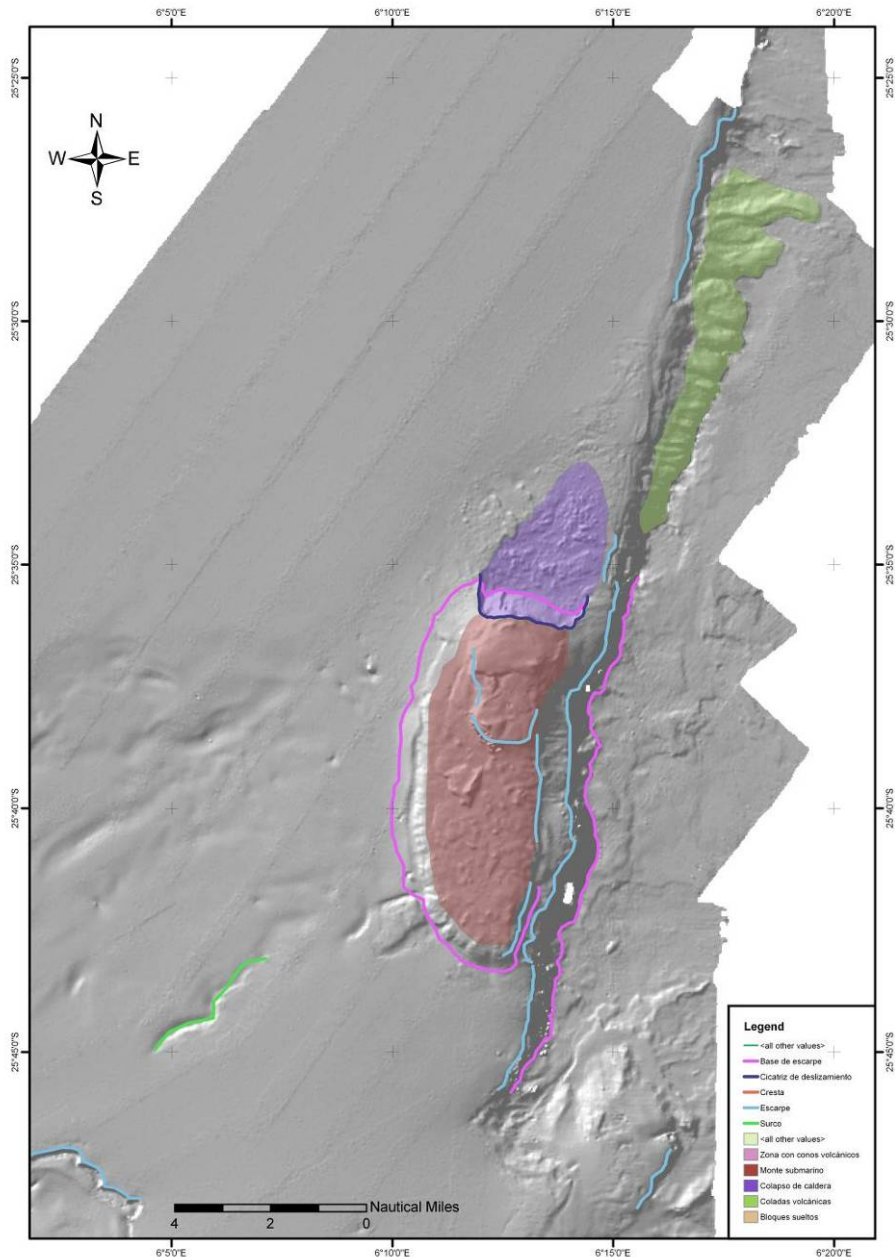 6°5'0"E 6°10'0"E 6°15'0"E 6°20'0"E
25°25'0"S 25°25'0"S
N
W E
S
25°30'0"S 25°30'0"S
25°35'0"S 25°35'0"S
25°40'0"S 25°40'0"S
25°45'0"S 25°45'0"S
Legend
<all other values>
Base de escarpe
Cicatriz de deslizamiento
Cresta
Escarpe
Surco
<all other values>
Zona con conos volcánicos
Monte submarino
Colapso de caldera
Coladas volcánicas
Bloques sueltos
Nautical Miles
4 2 0
6°5'0"E 6°10'0"E 6°15'0"E 6°20'0"E